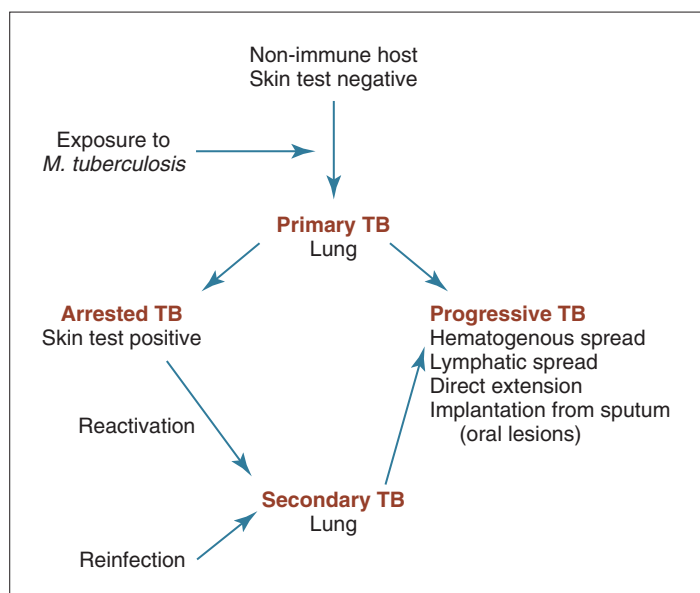 Non-immune host
Skin test negative
Exposure to
M. tuberculosis
Primary TB
Lung
Arrested TB
Skin test positive
Progressive TB
Hematogenous spread
Lymphatic spread
Direct extension
Implantation from sputum
(oral lesions)
Reactivation
Secondary TB
Lung
Reinfection